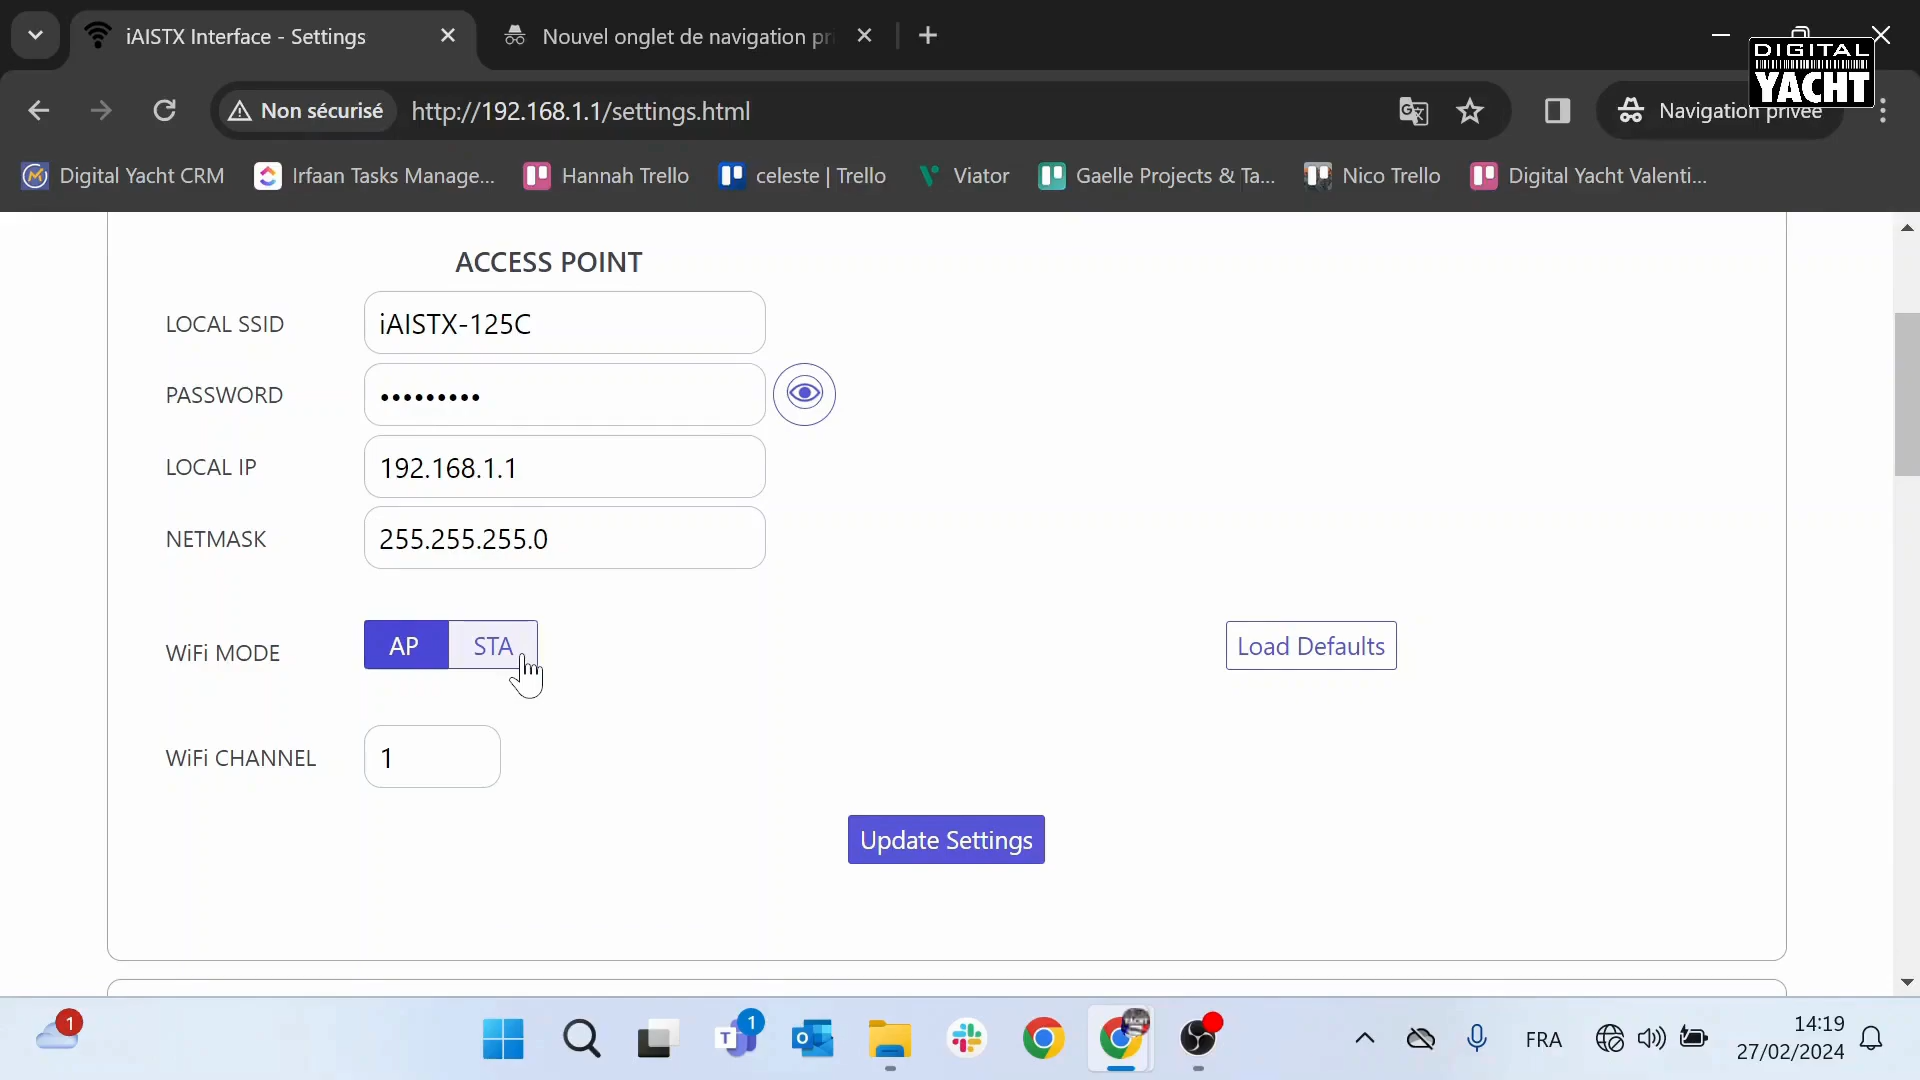 iAISTX Interface - Settings
Nouvel onglet de navigation pri
DIGITAL
YACHT
Non sécurisé
http://192.168.1.1/settings.html
Navigation privée
Digital Yacht CRM
Irfaan Tasks Manage...
Hannah Trello
celeste | Trello
Viator
Gaelle Projects & Ta...
Nico Trello
Digital Yacht Valenti...
ACCESS POINT
LOCAL SSID
iAISTX-125C
PASSWORD
•••••••••
LOCAL IP
192.168.1.1
NETMASK
255.255.255.0
WiFi MODE
AP
STA
Load Defaults
WiFi CHANNEL
1
Update Settings
1
1
FRA
14:19
27/02/2024